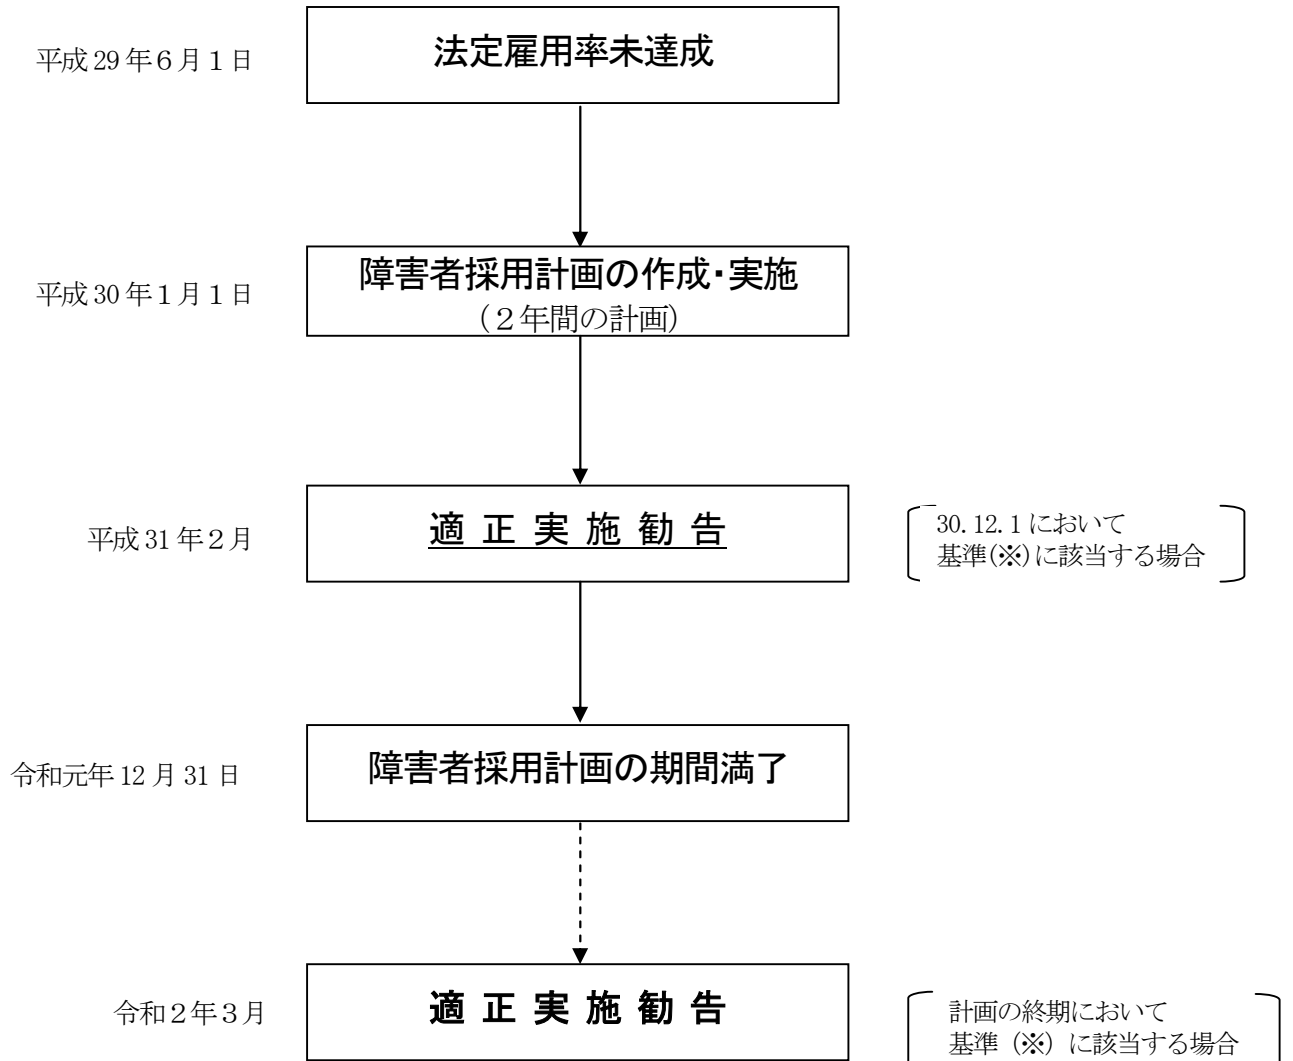 平成29年6月1日
法定雇用率未達成
平成30年1月1日
障害者採用計画の作成・実施
(2年間の計画)
平成31年2月
適正実施勧告
30.12.1において
基準(※)に該当する場合
令和元年12月31日
障害者採用計画の期間満了
令和2年3月
適正実施勧告
計画の終期において
基準(※)に該当する場合